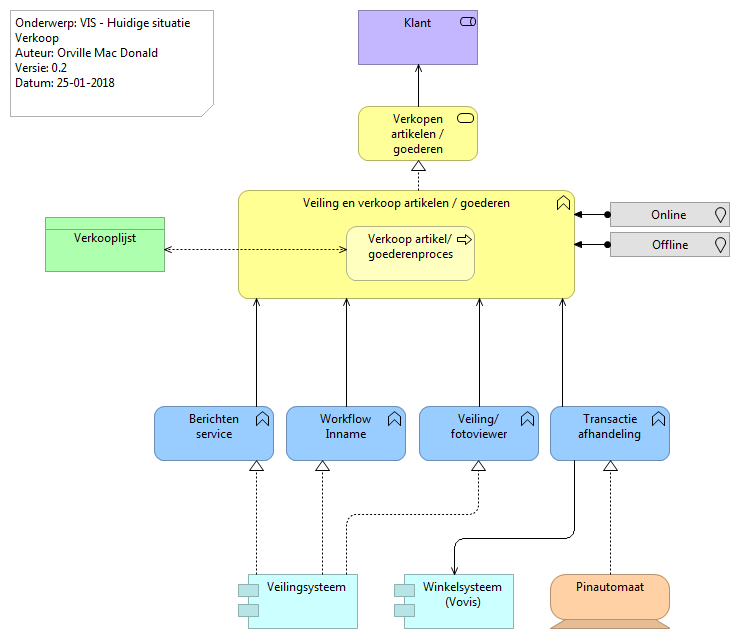 Onderwerp: VIS - Huidige situatie
Verkoop
Auteur: Orville Mac Donald
Versie: 0.2
Datum: 25-01-2018
Klant
Verkopen
artikelen /
goederen
Veiling en verkoop artikelen / goederen
Verkoop artikel/
goederenproces
Verkooplijst
Online
Offline
Berichten
service
Workflow
Inname
Veiling/
fotoviewer
Transactie
afhandeling
Veilingsysteem
Winkelsysteem
(Vovis)
Pinautomaat